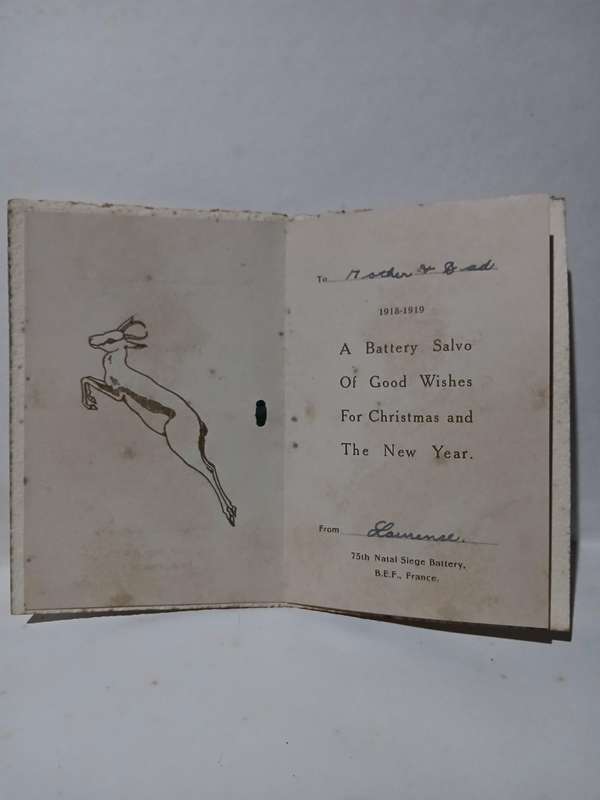 To Mother & Dad
1918-1919
A Battery Salvo
Of Good Wishes
For Christmas and
The New Year.
From Lawrense.
75th Natal Siege Battery,
B.E.F., France.